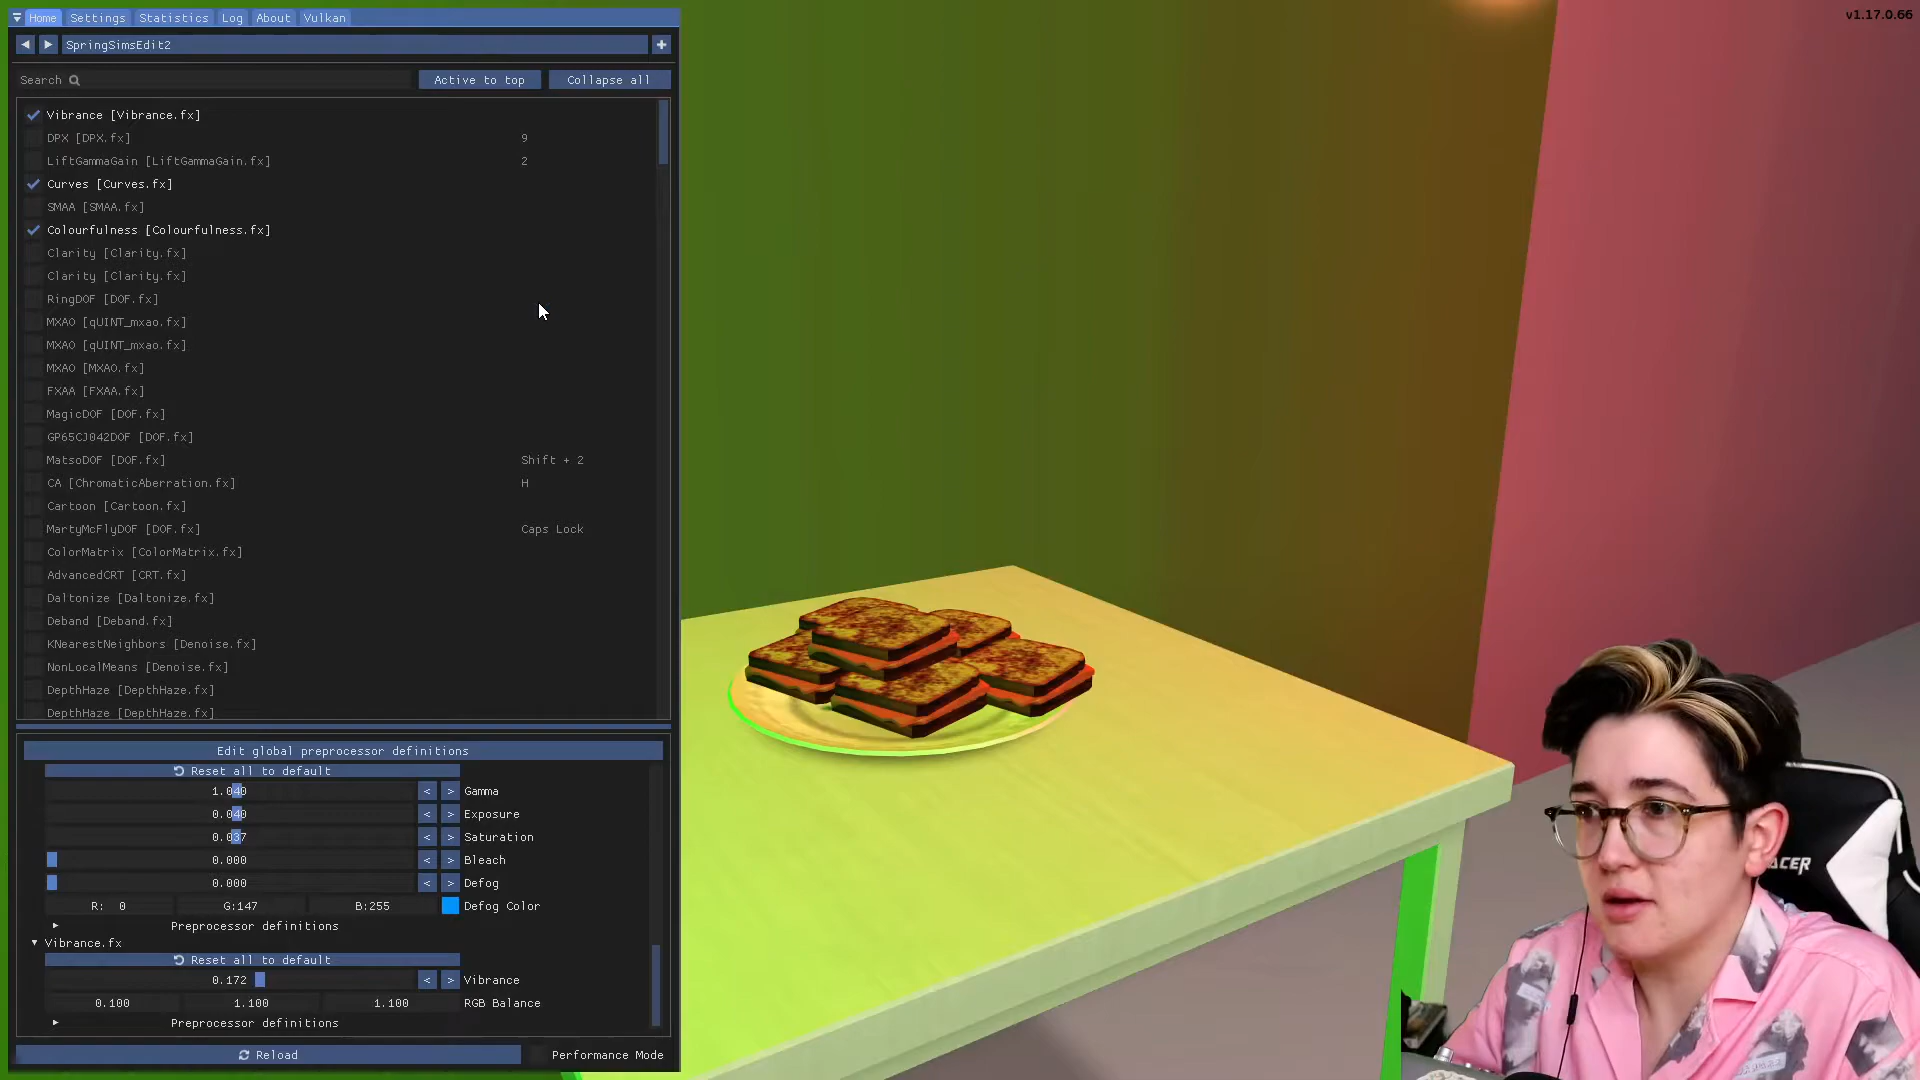 v1.17.0.66
Home Settings Statistics Log About Vulkan
SpringSimsEdit2
Search Active to top Collapse all
Vibrance [Vibrance.fx]
DPX [DPX.fx] 9
LiftGammaGain [LiftGammaGain.fx] 2
Curves [Curves.fx]
SMAA [SMAA.fx]
Colourfulness [Colourfulness.fx]
Clarity [Clarity.fx]
Clarity [Clarity.fx]
RingDOF [DOF.fx]
MXAO [qUINT_mxao.fx]
MXAO [qUINT_mxao.fx]
MXAO [MXAO.fx]
FXAA [FXAA.fx]
MagicDOF [DOF.fx]
GP65CJ042DOF [DOF.fx]
MatsoDOF [DOF.fx] Shift + 2
CA [ChromaticAberration.fx] H
Cartoon [Cartoon.fx]
MartyMcFlyDOF [DOF.fx] Caps Lock
ColorMatrix [ColorMatrix.fx]
AdvancedCRT [CRT.fx]
Daltonize [Daltonize.fx]
Deband [Deband.fx]
KNearestNeighbors [Denoise.fx]
NonLocalMeans [Denoise.fx]
DepthHaze [DepthHaze.fx]
DepthHaze [DepthHaze.fx]
Edit global preprocessor definitions
Reset all to default
1.040 < > Gamma
0.040 < > Exposure
0.037 < > Saturation
0.000 < > Bleach
0.000 < > Defog
R: 0 G:147 B:255 Defog Color
Preprocessor definitions
Vibrance.fx
Reset all to default
0.172 < > Vibrance
0.100 1.100 1.100 RGB Balance
Preprocessor definitions
Reload Performance Mode